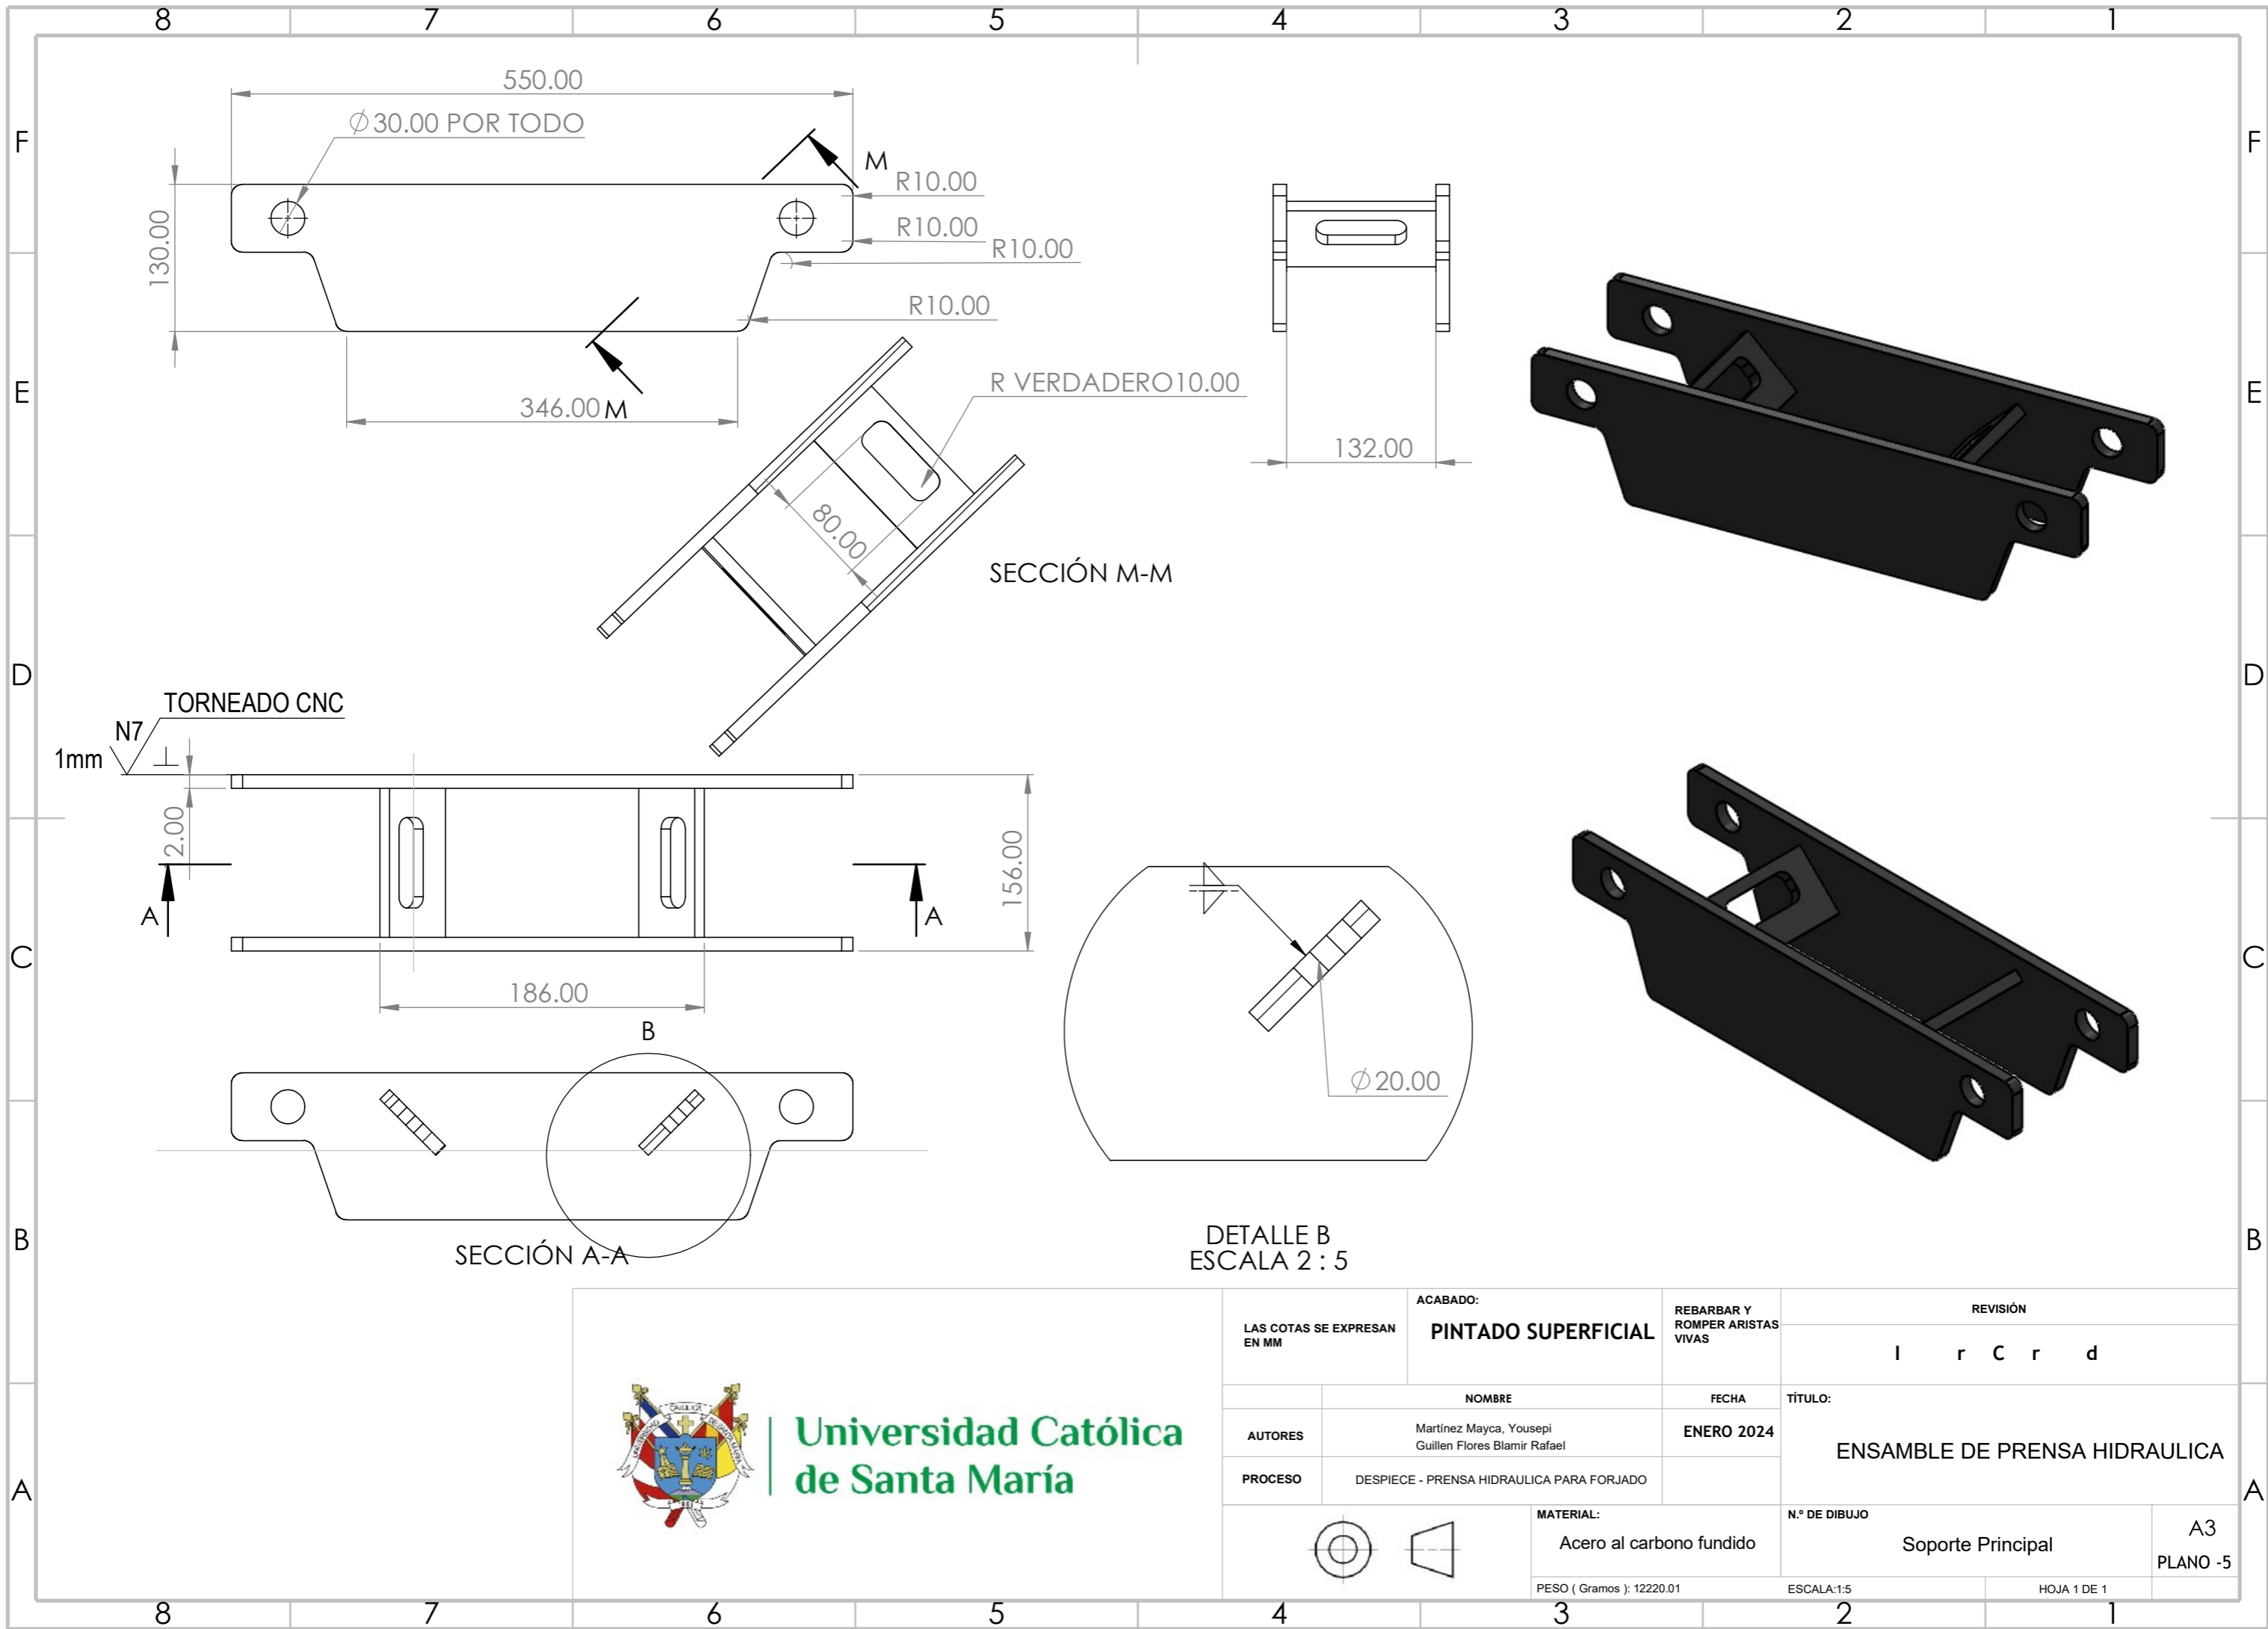 8 7 6 5 4 3 2 1
F F
E E
D D
C C
B B
A A
550.00
Ø30.00 POR TODO
M
R10.00
R10.00
R10.00
R10.00
130.00
346.00 M
R VERDADERO10.00
80.00
SECCIÓN M-M
132.00
TORNEADO CNC
N7
1mm
⊥
2.00
A A
156.00
186.00
B
SECCIÓN A-A
Ø20.00
DETALLE B
ESCALA 2 : 5
Universidad Católica
de Santa María
LAS COTAS SE EXPRESAN
EN MM
ACABADO:
PINTADO SUPERFICIAL
REBARBAR Y
ROMPER ARISTAS
VIVAS
REVISIÓN
I r C r d
NOMBRE
FECHA
TÍTULO:
AUTORES
Martínez Mayca, Yousepi
Guillen Flores Blamir Rafael
ENERO 2024
ENSAMBLE DE PRENSA HIDRAULICA
PROCESO
DESPIECE - PRENSA HIDRAULICA PARA FORJADO
MATERIAL:
Acero al carbono fundido
N.º DE DIBUJO
Soporte Principal
A3
PLANO -5
PESO ( Gramos ): 12220.01
ESCALA:1:5
HOJA 1 DE 1
8 7 6 5 4 3 2 1